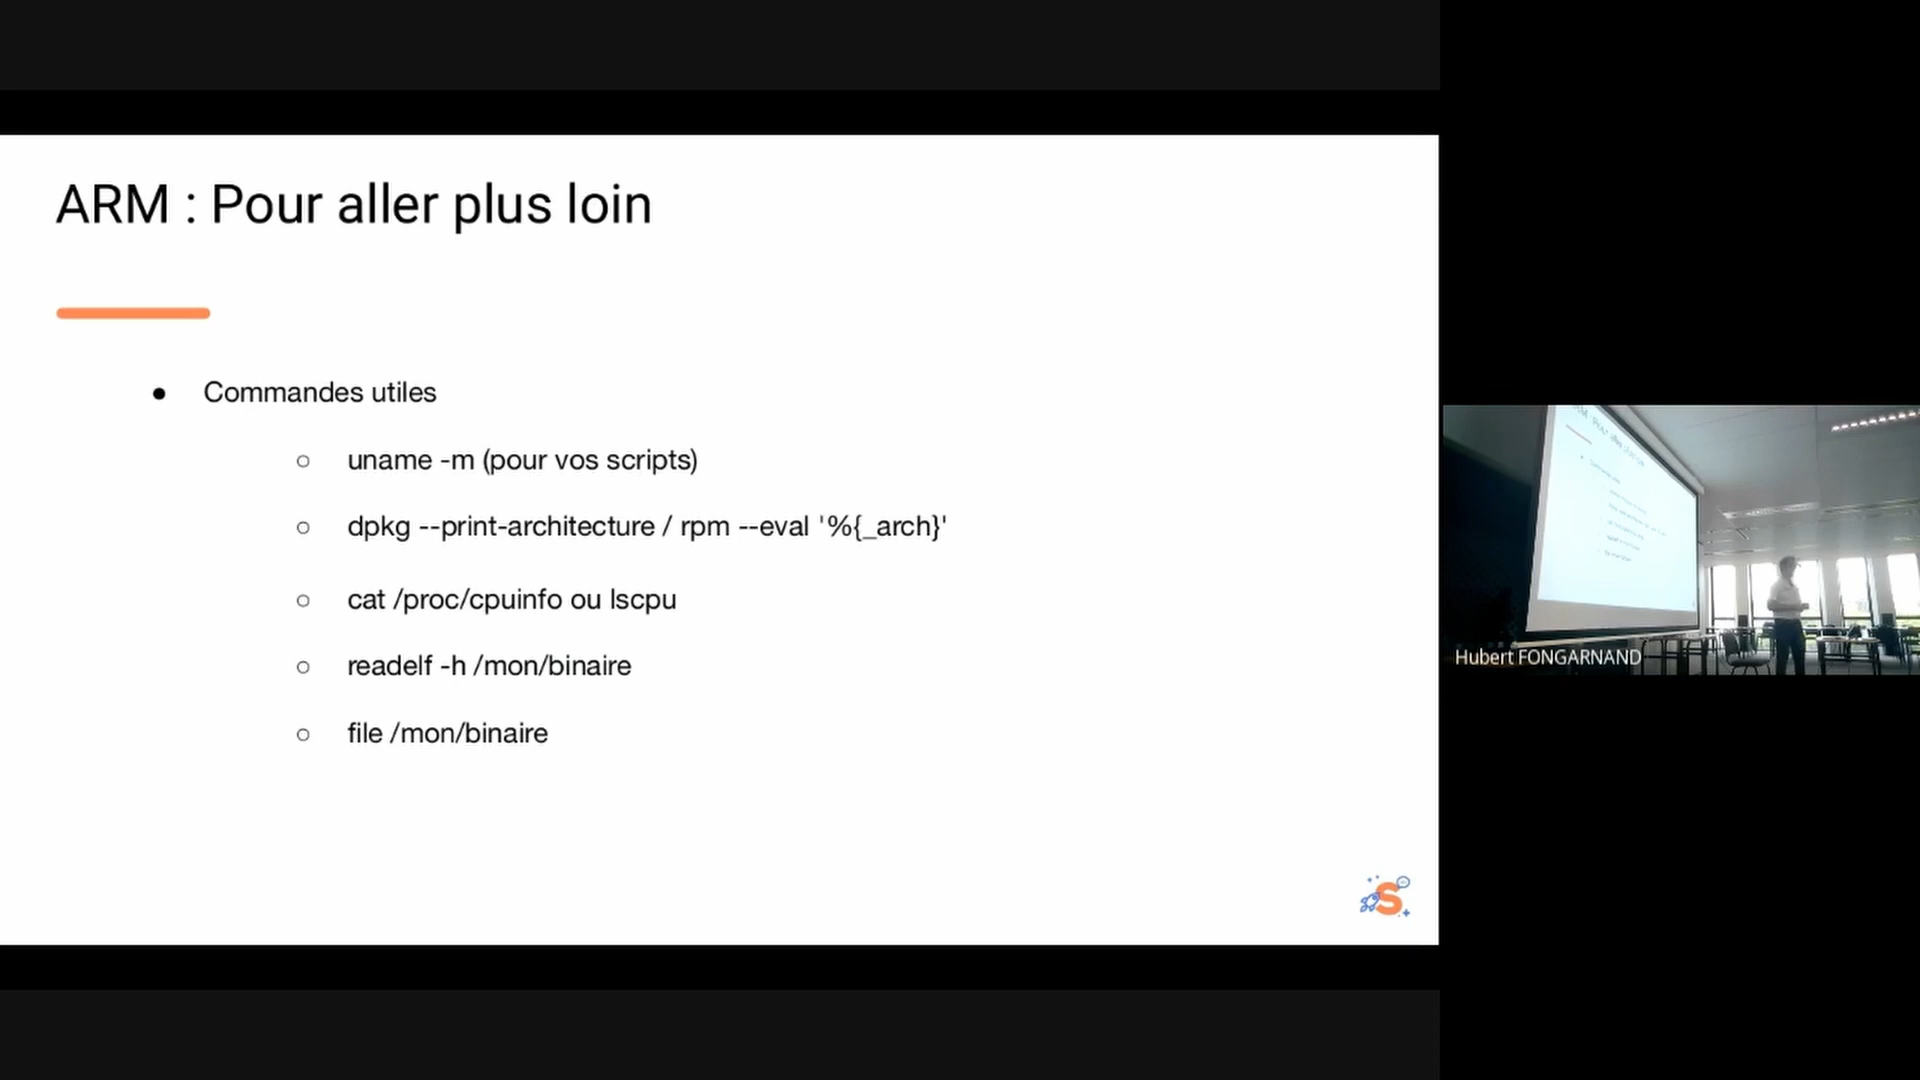 ARM : Pour aller plus loin
● Commandes utiles
○ uname -m (pour vos scripts)
○ dpkg --print-architecture / rpm --eval '%{_arch}'
○ cat /proc/cpuinfo ou lscpu
○ readelf -h /mon/binaire
○ file /mon/binaire
S
Hubert FONGARNAND